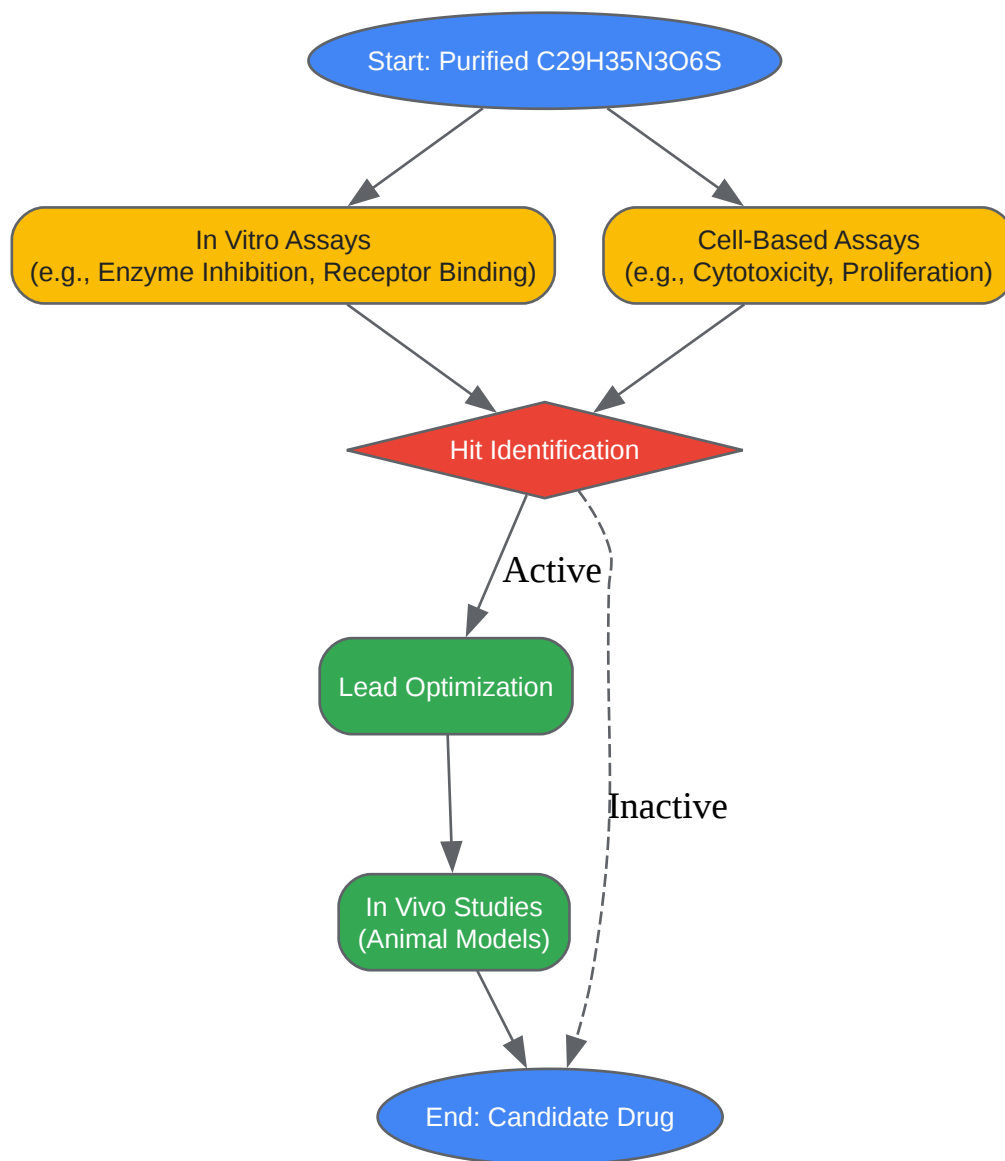 Start: Purified C29H35N3O6S
In Vitro Assays
(e.g., Enzyme Inhibition, Receptor Binding)
Cell-Based Assays
(e.g., Cytotoxicity, Proliferation)
Hit Identification
Active
Lead Optimization
Inactive
In Vivo Studies
(Animal Models)
End: Candidate Drug